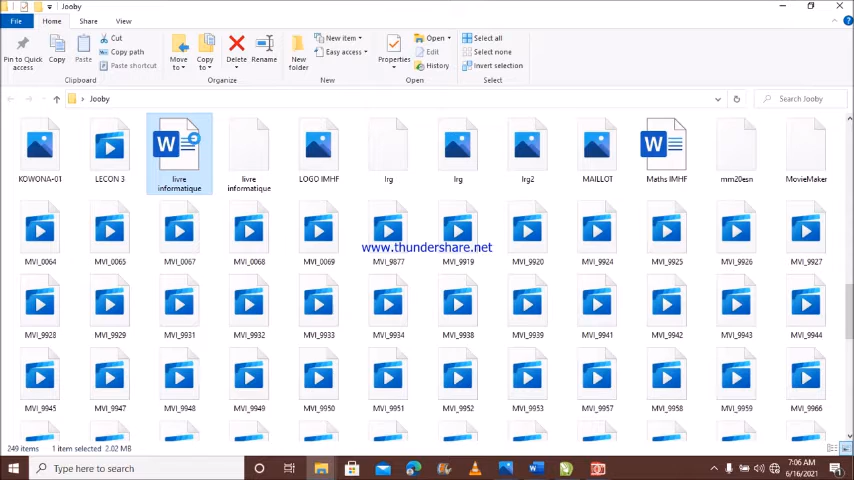 Jooby
File Home Share View
Pin to Quick access
Copy
Paste
Cut
Copy path
Paste shortcut
Clipboard
Move to
Copy to
Delete
Rename
Organize
New folder
New item
Easy access
New
Properties
Open
Edit
History
Open
Select all
Select none
Invert selection
Select
Jooby
Search Jooby
KOWONA-01 LECON 3 livre informatique livre informatique LOGO IMHF lrg lrg lrg2 MAILLOT Maths IMHF mm20esn MovieMaker
MVI_0064 MVI_0065 MVI_0067 MVI_0068 MVI_0069 MVI_9877 MVI_9919 MVI_9920 MVI_9924 MVI_9925 MVI_9926 MVI_9927
www.thundershare.net
MVI_9928 MVI_9929 MVI_9931 MVI_9932 MVI_9933 MVI_9934 MVI_9938 MVI_9939 MVI_9941 MVI_9942 MVI_9943 MVI_9944
MVI_9945 MVI_9947 MVI_9948 MVI_9949 MVI_9950 MVI_9951 MVI_9952 MVI_9953 MVI_9957 MVI_9958 MVI_9959 MVI_9966
249 items 1 item selected 2.02 MB
Type here to search
7:06 AM
6/16/2021